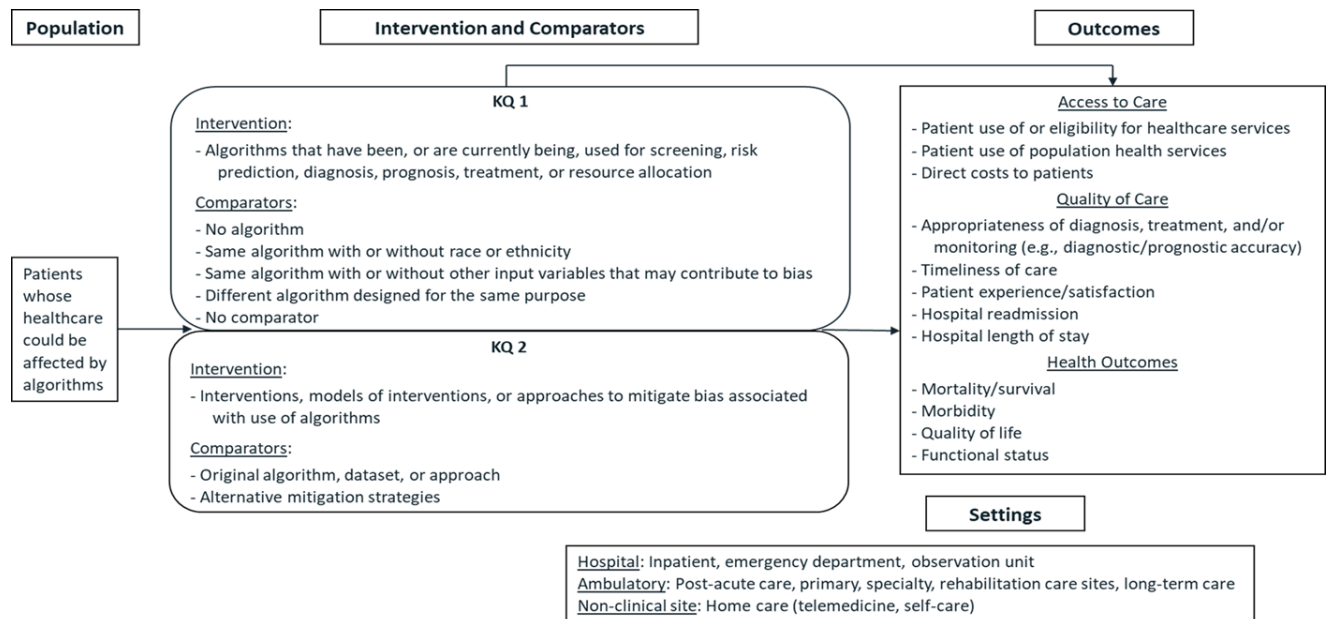 Population
Intervention and Comparators
Outcomes
Patients
whose
healthcare
could be
affected by
algorithms
KQ 1
Intervention:
- Algorithms that have been, or are currently being, used for screening, risk
prediction, diagnosis, prognosis, treatment, or resource allocation
Comparators:
- No algorithm
- Same algorithm with or without race or ethnicity
- Same algorithm with or without other input variables that may contribute to bias
- Different algorithm designed for the same purpose
- No comparator
KQ 2
Intervention:
- Interventions, models of interventions, or approaches to mitigate bias associated
with use of algorithms
Comparators:
- Original algorithm, dataset, or approach
- Alternative mitigation strategies
Access to Care
- Patient use of or eligibility for healthcare services
- Patient use of population health services
- Direct costs to patients
Quality of Care
- Appropriateness of diagnosis, treatment, and/or
monitoring (e.g., diagnostic/prognostic accuracy)
- Timeliness of care
- Patient experience/satisfaction
- Hospital readmission
- Hospital length of stay
Health Outcomes
- Mortality/survival
- Morbidity
- Quality of life
- Functional status
Settings
Hospital: Inpatient, emergency department, observation unit
Ambulatory: Post-acute care, primary, specialty, rehabilitation care sites, long-term care
Non-clinical site: Home care (telemedicine, self-care)